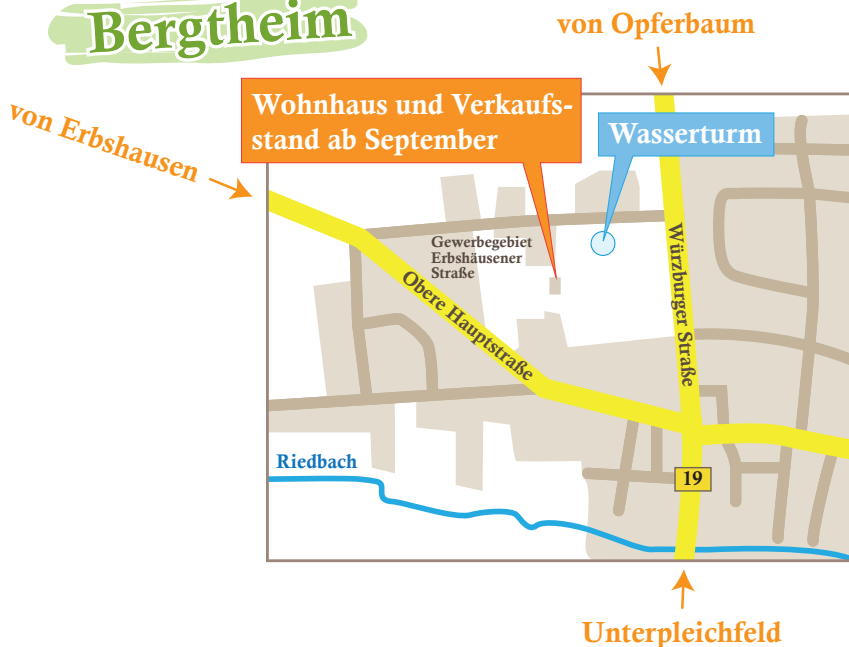 Bergtheim
von Opferbaum
von Erbshausen
Wohnhaus und Verkaufs-
stand ab September
Wasserturm
Gewerbegebiet
Erbshäusener
Straße
Obere Hauptstraße
Würzburger Straße
Riedbach
19
Unterpleichfeld